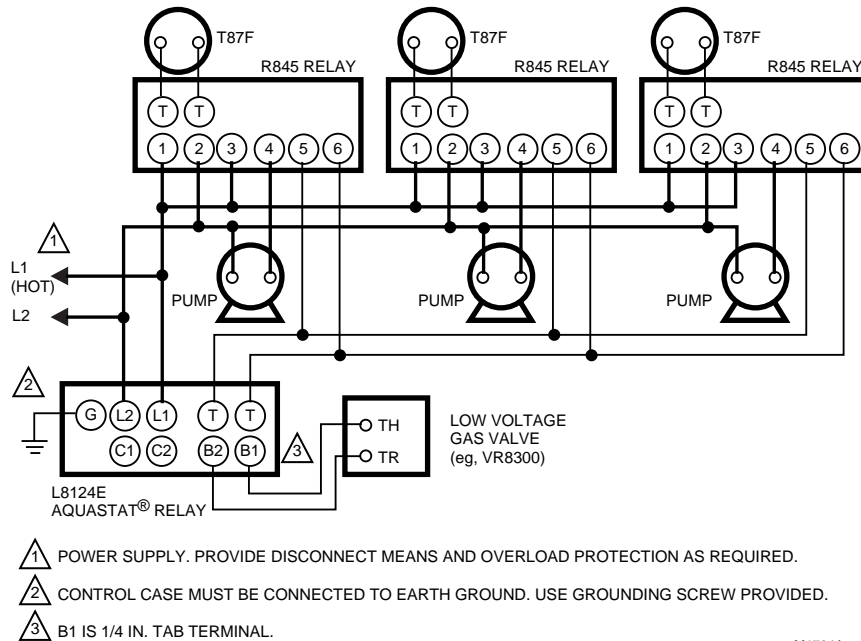 T87F T87F T87F
R845 RELAY R845 RELAY R845 RELAY
T T T T T T
1 2 3 4 5 6 1 2 3 4 5 6 1 2 3 4 5 6
1
L1
(HOT)
L2
PUMP PUMP PUMP
2
G L2 L1 T T
C1 C2 B2 B1
3
TH
TR
LOW VOLTAGE
GAS VALVE
(eg, VR8300)
L8124E
AQUASTAT® RELAY
1 POWER SUPPLY. PROVIDE DISCONNECT MEANS AND OVERLOAD PROTECTION AS REQUIRED.
2 CONTROL CASE MUST BE CONNECTED TO EARTH GROUND. USE GROUNDING SCREW PROVIDED.
3 B1 IS 1/4 IN. TAB TERMINAL.